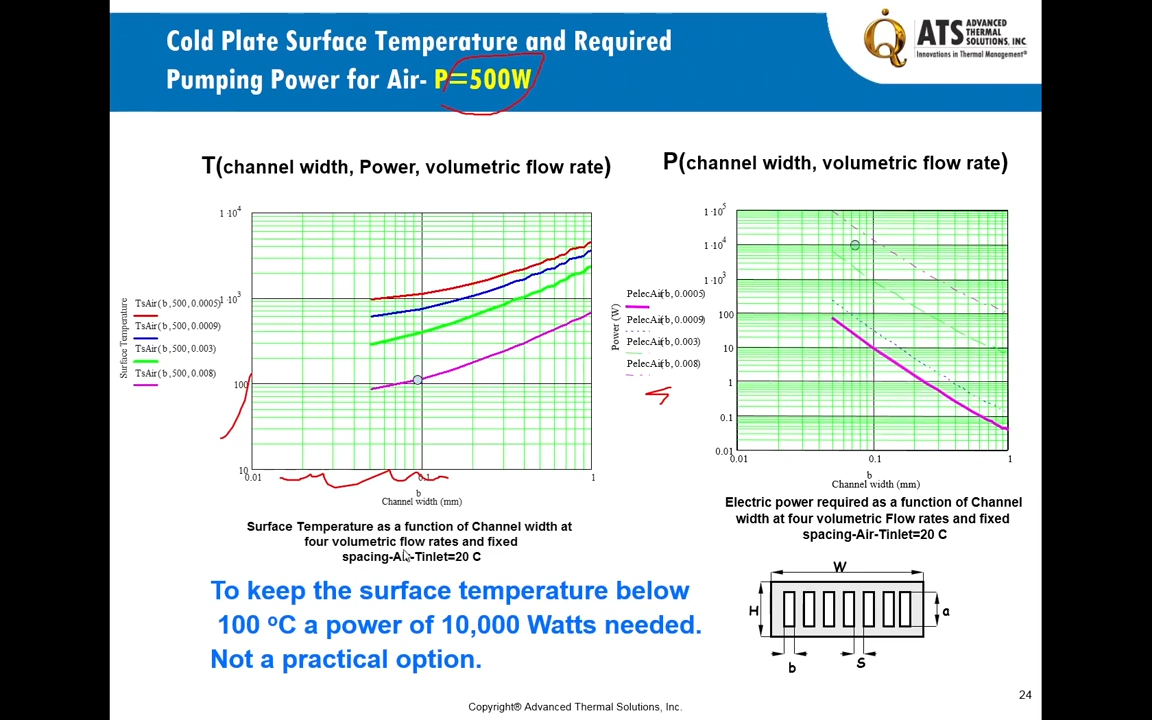 Cold Plate Surface Temperature and Required
Pumping Power for Air- P=500W
ATS ADVANCED
THERMAL
SOLUTIONS, INC.
Innovations in Thermal Management®
T(channel width, Power, volumetric flow rate)
P(channel width, volumetric flow rate)
Surface Temperature
TsAir(b,500,0.0005)
TsAir(b,500,0.0009)
TsAir(b,500,0.003)
TsAir(b,500,0.008)
1·10⁴
1·10³
100
10
0.01
0.1
1
b
Channel width (mm)
Power (W)
PelecAir(b,0.0005)
PelecAir(b,0.0009)
PelecAir(b,0.003)
PelecAir(b,0.008)
1·10⁵
1·10⁴
1·10³
100
10
1
0.1
0.01
0.01
0.1
1
b
Channel width (mm)
Surface Temperature as a function of Channel width at
four volumetric flow rates and fixed
spacing-Air-Tinlet=20 C
Electric power required as a function of Channel
width at four volumetric Flow rates and fixed
spacing-Air-Tinlet=20 C
To keep the surface temperature below
100 ºC a power of 10,000 Watts needed.
Not a practical option.
W
H
a
b
S
24
Copyright® Advanced Thermal Solutions, Inc.